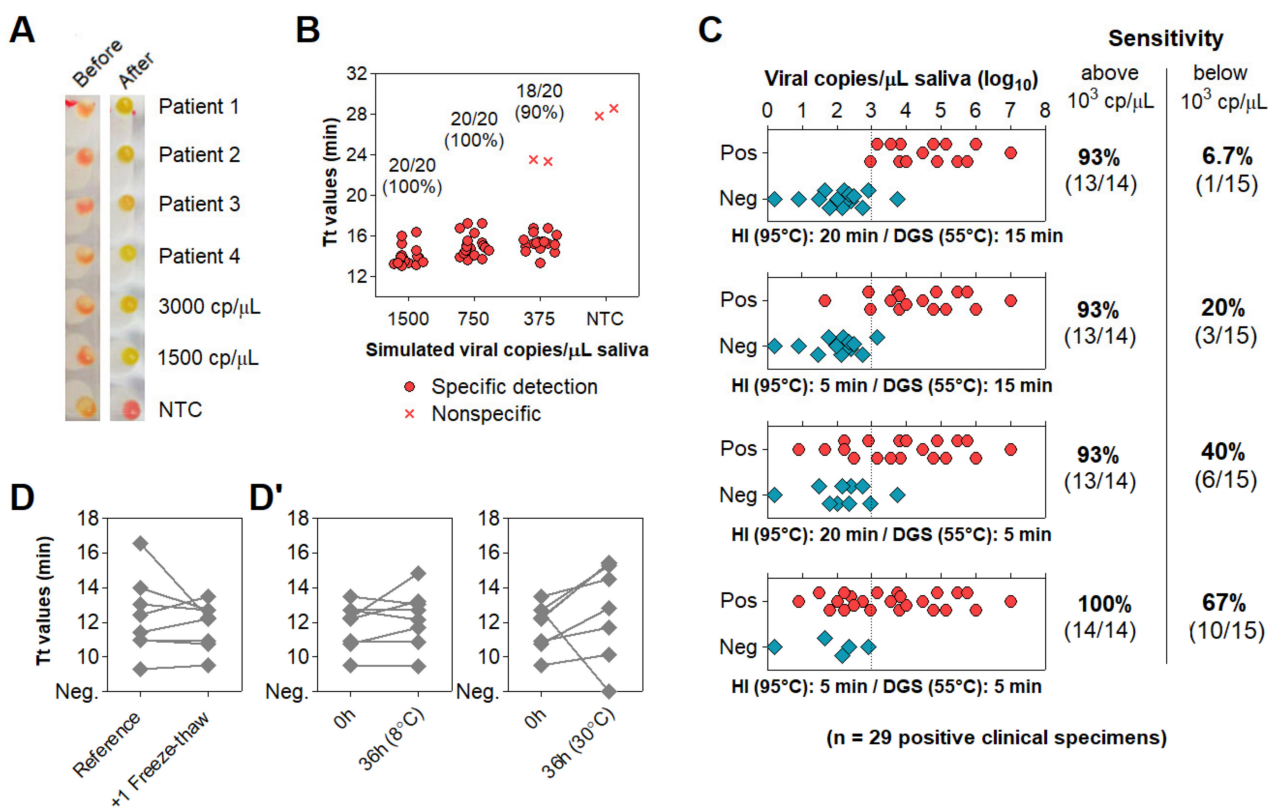 A
Before
After
Patient 1
Patient 2
Patient 3
Patient 4
3000 cp/μL
1500 cp/μL
NTC
B
Tt values (min)
32
28
24
20
16
12
20/20
(100%)
20/20
(100%)
18/20
(90%)
1500 750 375 NTC
Simulated viral copies/μL saliva
Specific detection
Nonspecific
C
Sensitivity
Viral copies/μL saliva (log10)
above
10³ cp/μL
below
10³ cp/μL
0 1 2 3 4 5 6 7 8
Pos
Neg
HI (95°C): 20 min / DGS (55°C): 15 min
93%
(13/14)
6.7%
(1/15)
Pos
Neg
HI (95°C): 5 min / DGS (55°C): 15 min
93%
(13/14)
20%
(3/15)
Pos
Neg
HI (95°C): 20 min / DGS (55°C): 5 min
93%
(13/14)
40%
(6/15)
Pos
Neg
HI (95°C): 5 min / DGS (55°C): 5 min
100%
(14/14)
67%
(10/15)
(n = 29 positive clinical specimens)
D
Tt values (min)
18
16
14
12
10
Neg.
Reference
+1 Freeze-thaw
D'
18
16
14
12
10
Neg.
0h
36h (8°C)
18
16
14
12
10
Neg.
0h
36h (30°C)